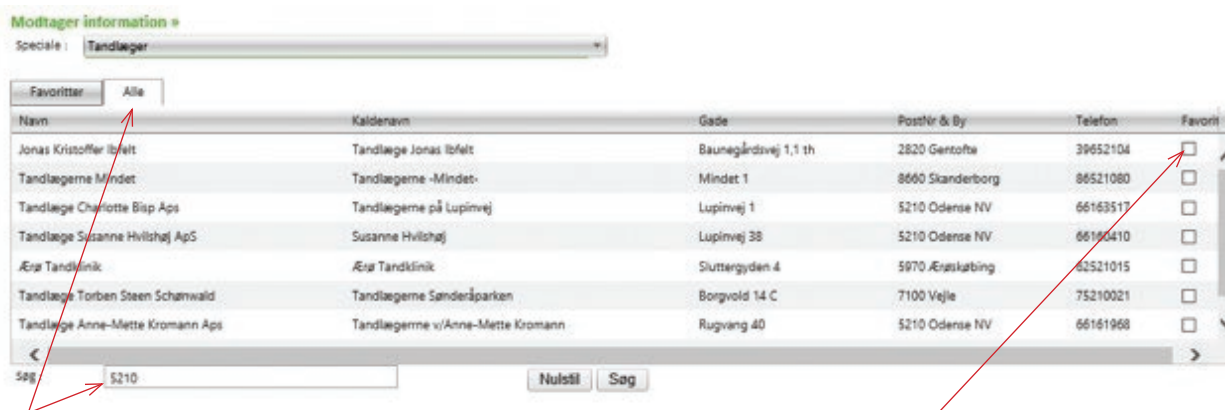 Modtager information »
Speciale : Tandlæger
Favoritter Alle
Navn Kaldenavn Gade PostNr & By Telefon Favorit
Jonas Kristoffer Ibfelt Tandlæge Jonas Ibfelt Baunegårdsvej 1,1 th 2820 Gentofte 39652104
Tandlægerne Mindet Tandlægerne -Mindet- Mindet 1 8660 Skanderborg 86521080
Tandlæge Charlotte Bisp Aps Tandlægerne på Lupinvej Lupinvej 1 5210 Odense NV 66163517
Tandlæge Susanne Hvilshøj ApS Susanne Hvilshøj Lupinvej 38 5210 Odense NV 66160410
Ærø Tandklinik Ærø Tandklinik Sluttergyden 4 5970 Ærøskøbing 62521015
Tandlæge Torben Steen Schønwald Tandlægerne Sønderåparken Borgvold 14 C 7100 Vejle 75210021
Tandlæge Anne-Mette Kromann Aps Tandlægerrne v/Anne-Mette Kromann Rugvang 40 5210 Odense NV 66161968
Søg 5210 Nulstil Søg